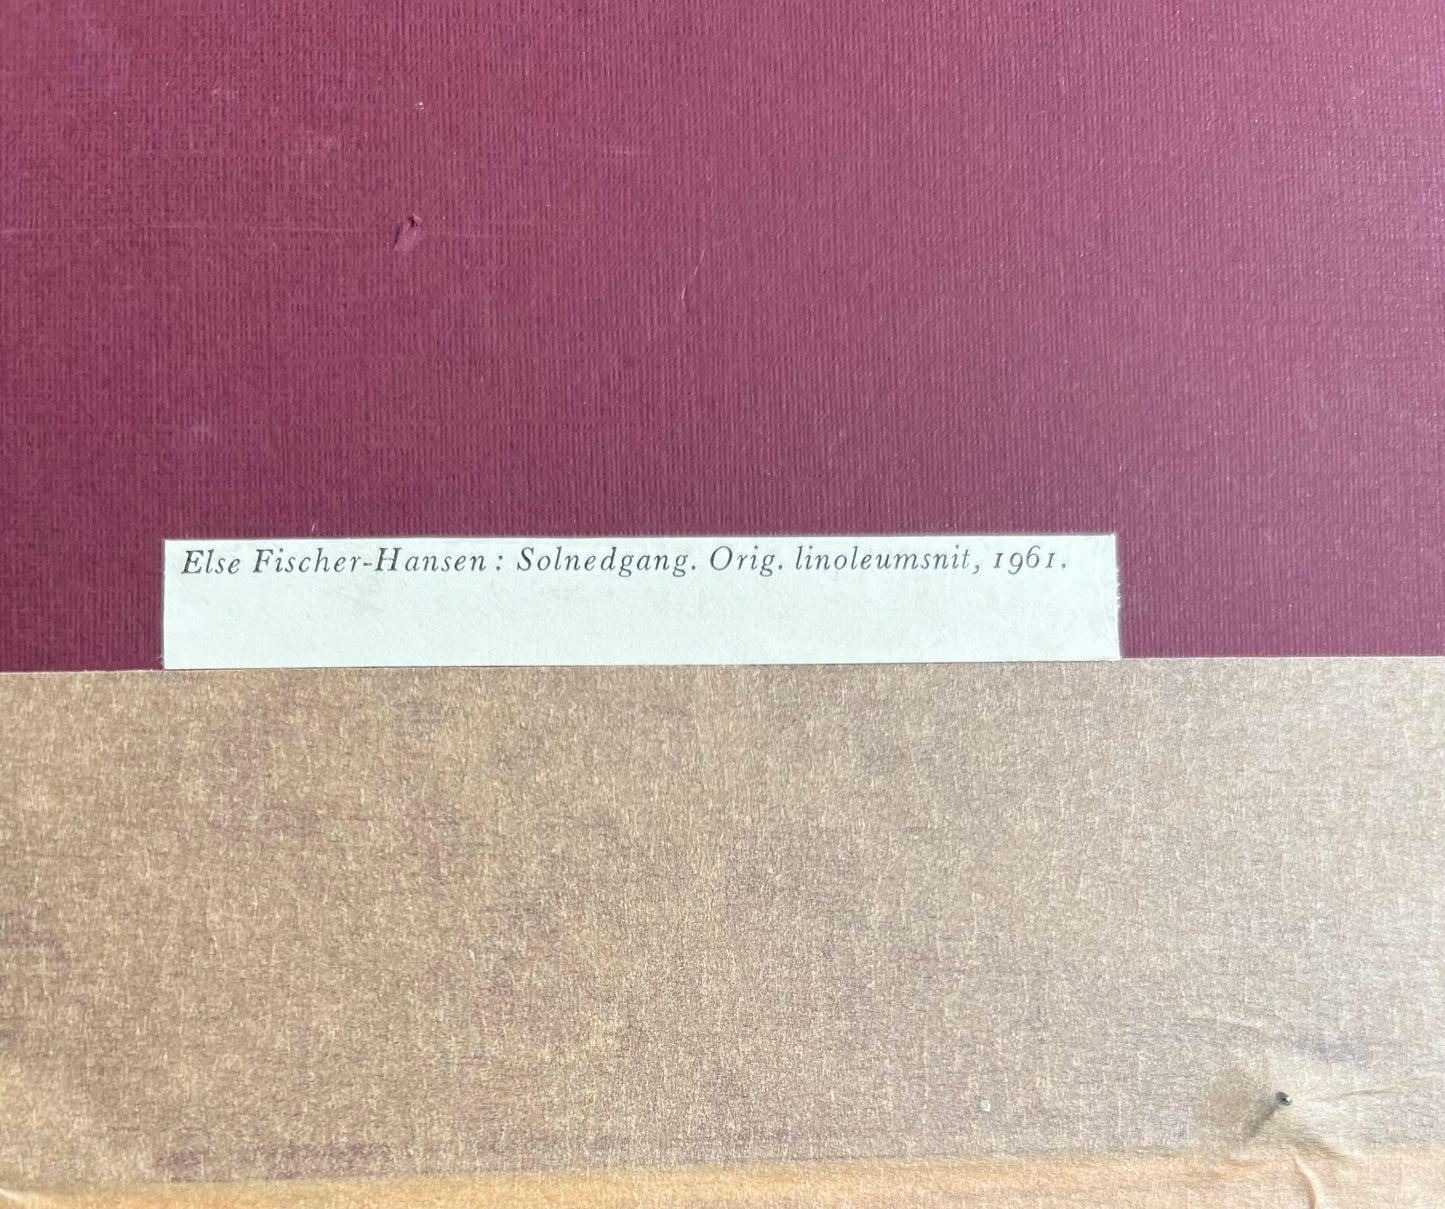 Else Fischer-Hansen: Solnedgang. Orig. linoleumsnit, 1961.